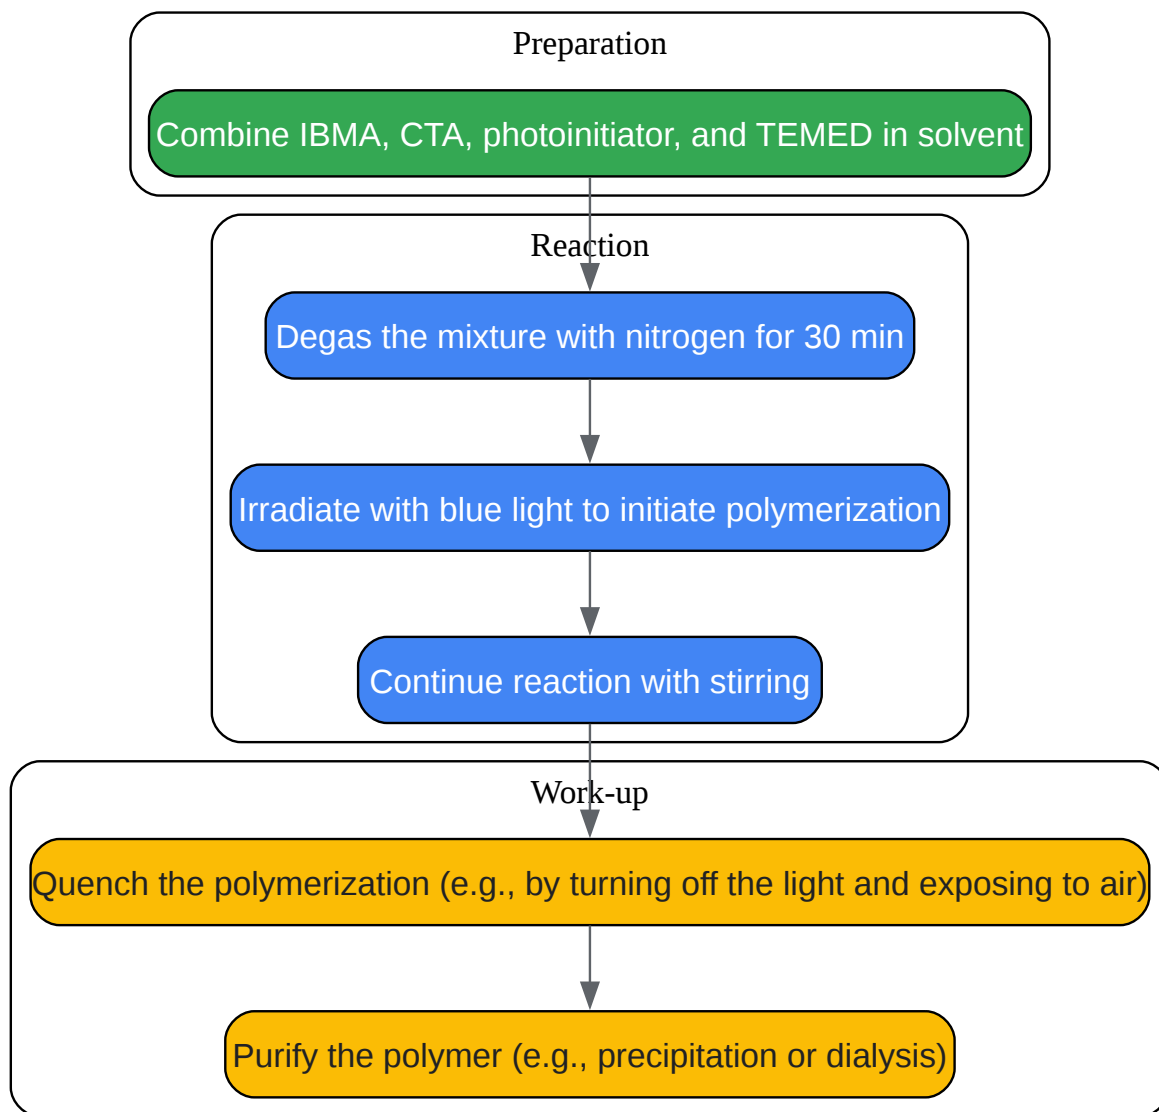 Preparation
Combine IBMA, CTA, photoinitiator, and TEMED in solvent
Reaction
Degas the mixture with nitrogen for 30 min
Irradiate with blue light to initiate polymerization
Continue reaction with stirring
Work-up
Quench the polymerization (e.g., by turning off the light and exposing to air)
Purify the polymer (e.g., precipitation or dialysis)